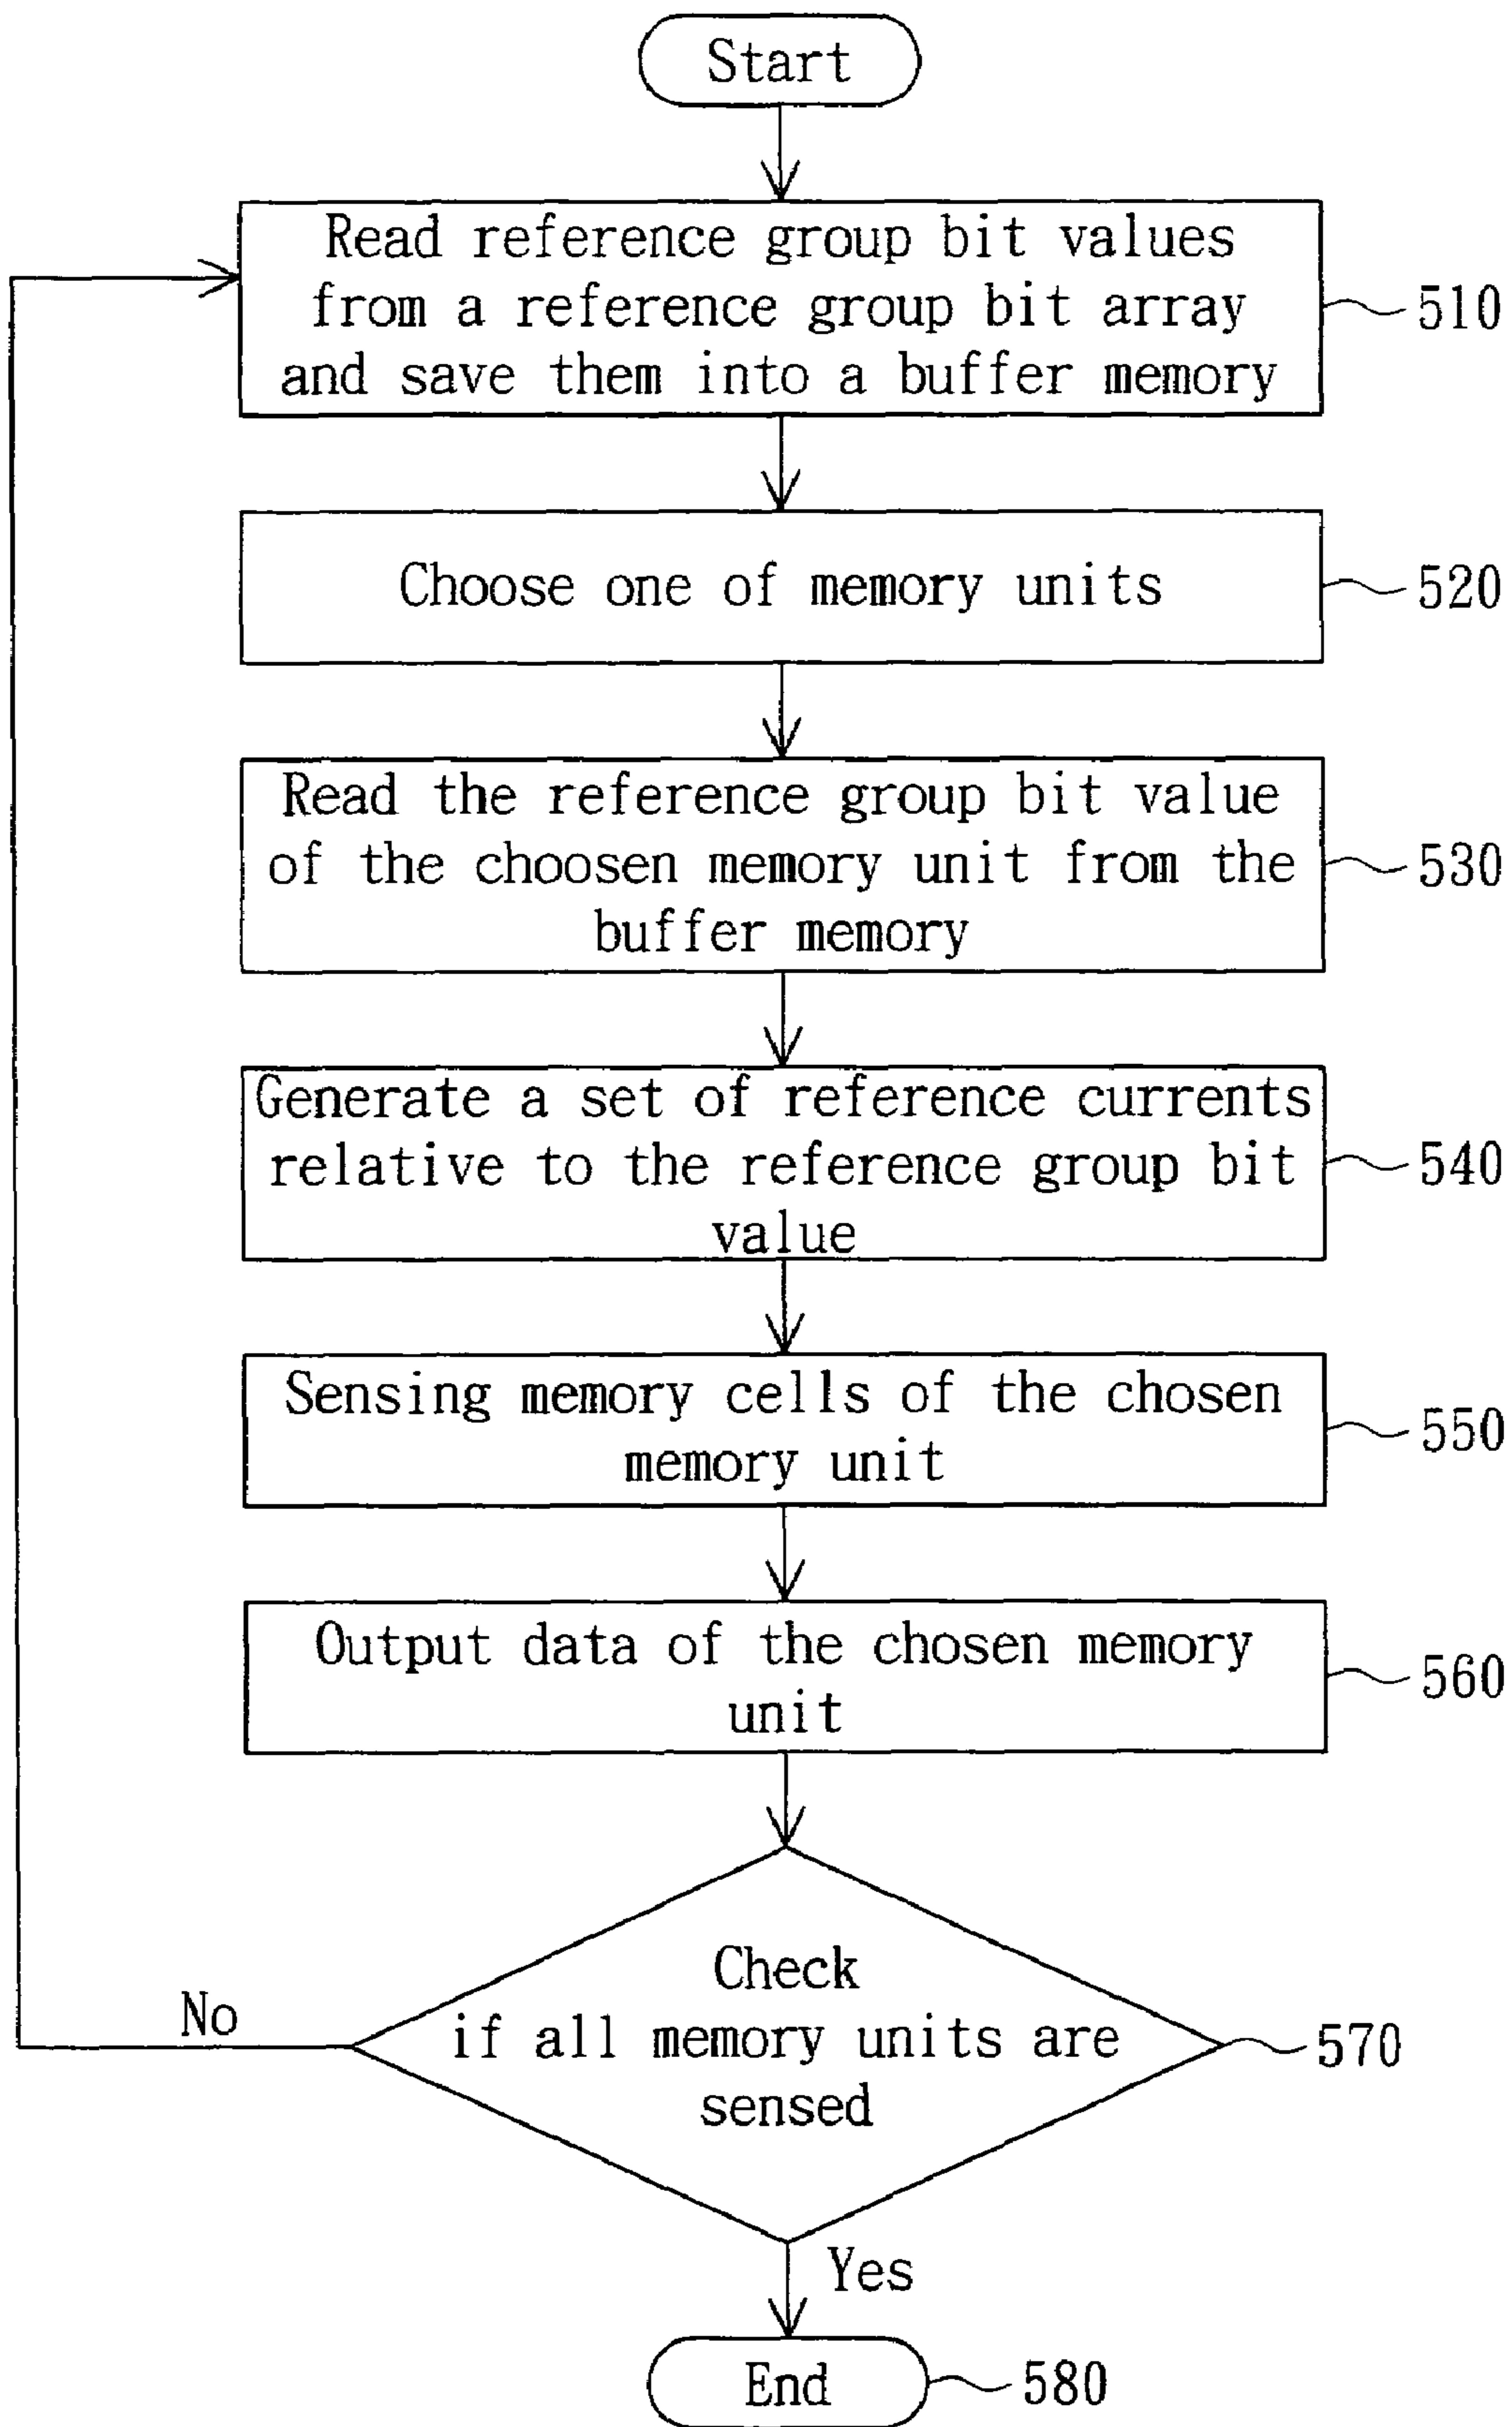 Start
Read reference group bit values
from a reference group bit array
and save them into a buffer memory
510
Choose one of memory units
520
Read the reference group bit value
of the choosen memory unit from the
buffer memory
530
Generate a set of reference currents
relative to the reference group bit
value
540
Sensing memory cells of the chosen
memory unit
550
Output data of the chosen memory
unit
560
Check
if all memory units are
sensed
570
No
Yes
End
580